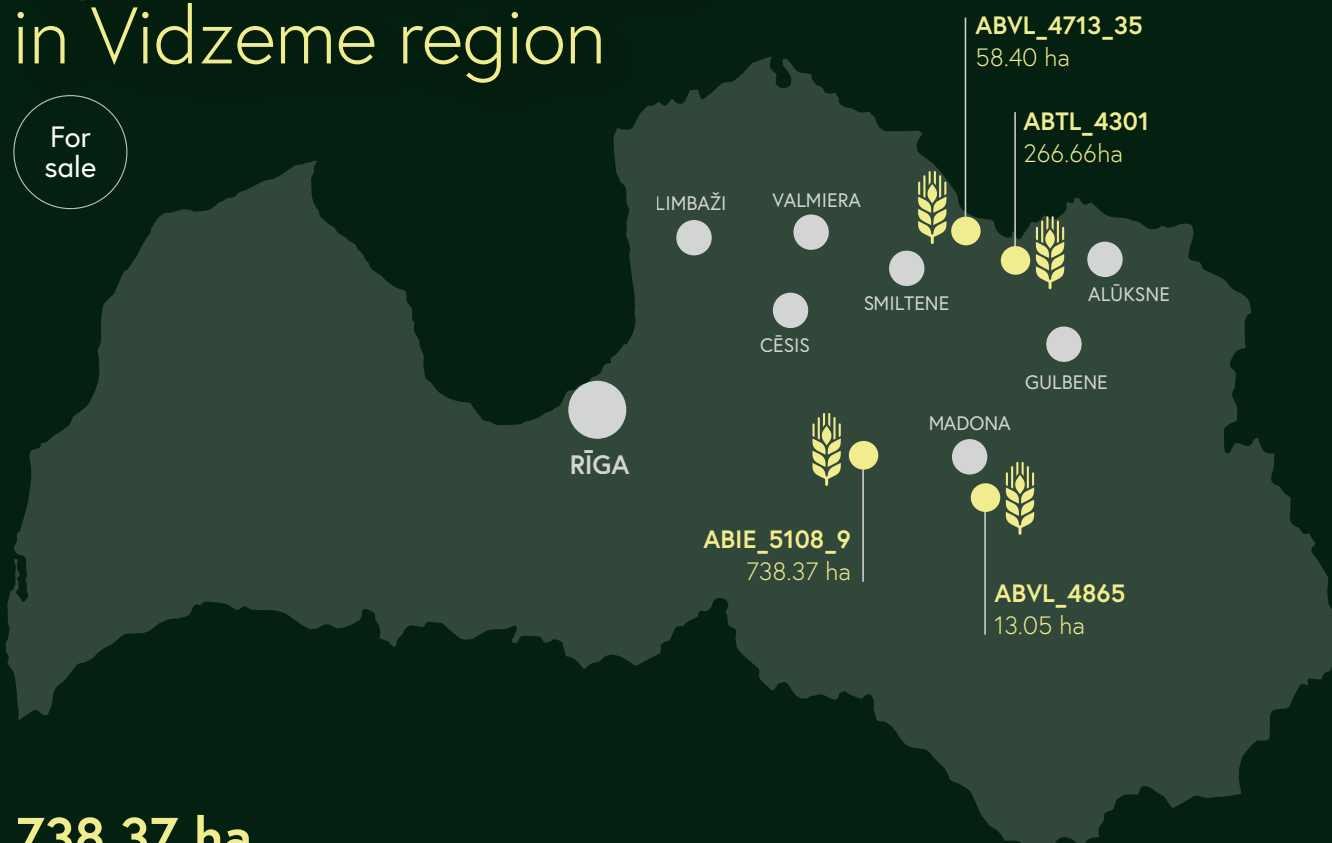 in Vidzeme region
For
sale
ABVL_4713_35
58.40 ha
ABTL_4301
266.66ha
LIMBAŽI
VALMIERA
SMILTENE
ALŪKSNE
CĒSIS
GULBENE
RĪGA
MADONA
ABIE_5108_9
738.37 ha
ABVL_4865
13.05 ha
738.37 ha